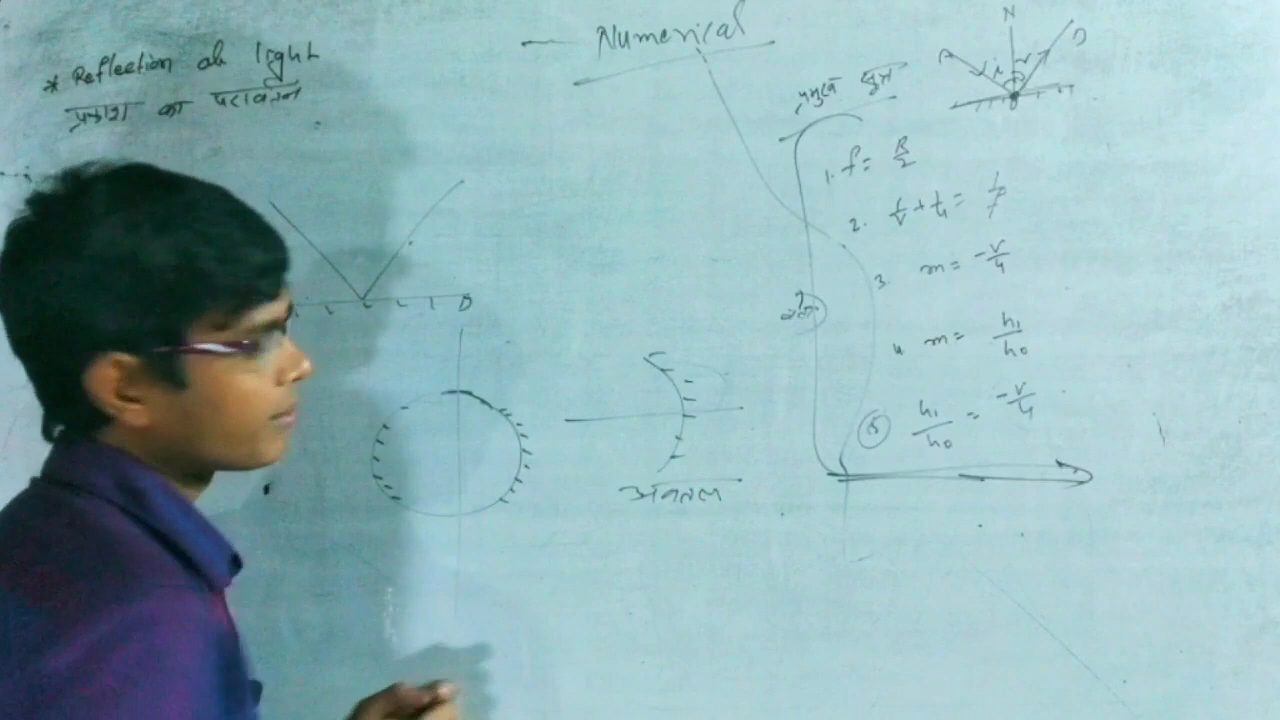 * Reflection of light
प्रकाश का परावर्तन
Numerical
प्रमुख सूत्र
N
A
B
i r
1. f = R/2
2. 1/v + 1/u = 1/f
3. m = -v/u
4. m = h₁/h₀
⑤ h₁/h₀ = -v/u
अवतल